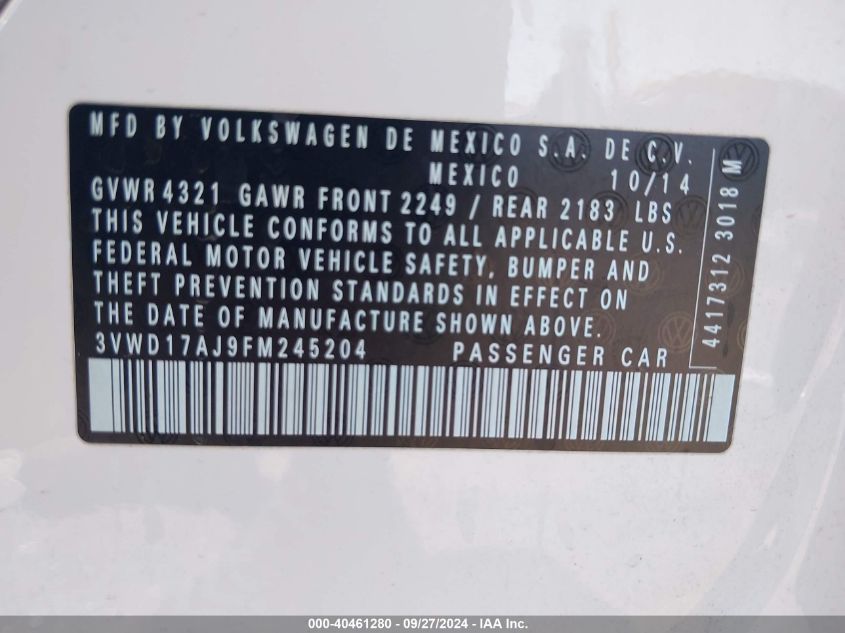 MFD BY VOLKSWAGEN DE MEXICO S.A. DE C.V.
MEXICO 10/14
GVWR 4321 GAWR FRONT 2249 / REAR 2183 LBS
THIS VEHICLE CONFORMS TO ALL APPLICABLE U.S.
FEDERAL MOTOR VEHICLE SAFETY, BUMPER AND
THEFT PREVENTION STANDARDS IN EFFECT ON
THE DATE OF MANUFACTURE SHOWN ABOVE.
3VWD17AJ9FM245204 PASSENGER CAR
4417312 3018 M
000-40461280 - 09/27/2024 - IAA Inc.